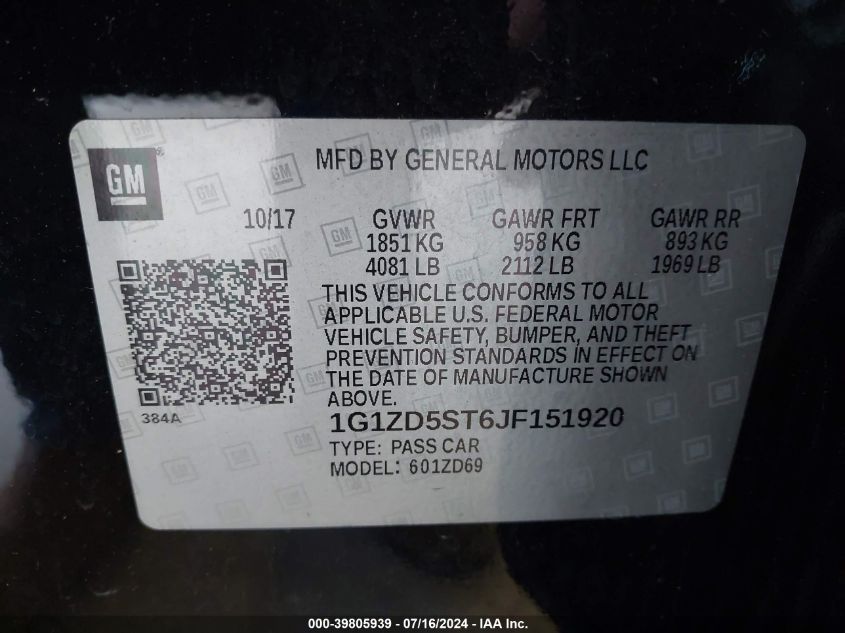 GM
MFD BY GENERAL MOTORS LLC
10/17 GVWR GAWR FRT GAWR RR
1851 KG 958 KG 893 KG
4081 LB 2112 LB 1969 LB
THIS VEHICLE CONFORMS TO ALL
APPLICABLE U.S. FEDERAL MOTOR
VEHICLE SAFETY, BUMPER, AND THEFT
PREVENTION STANDARDS IN EFFECT ON
THE DATE OF MANUFACTURE SHOWN
ABOVE.
384A
1G1ZD5ST6JF151920
TYPE: PASS CAR
MODEL: 601ZD69
000-39805939 - 07/16/2024 - IAA Inc.